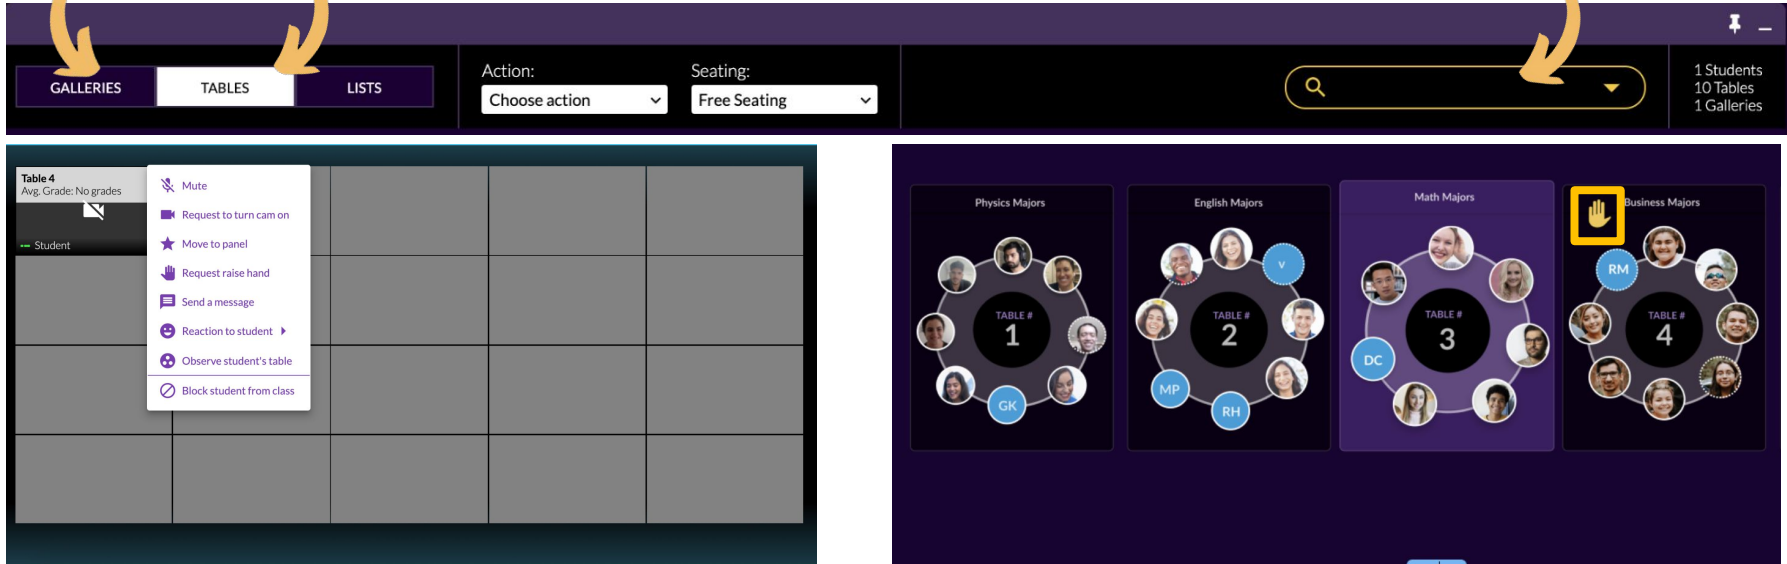 GALLERIES
TABLES
LISTS
Action:
Choose action
Seating:
Free Seating
1 Students
10 Tables
1 Galleries
Table 4
Avg. Grade: No grades
Student
Mute
Request to turn cam on
Move to panel
Request raise hand
Send a message
Reaction to student
Observe student's table
Block student from class
Physics Majors
TABLE #
1
GK
English Majors
V
TABLE #
2
MP
RH
Math Majors
TABLE #
3
DC
Business Majors
RM
TABLE #
4